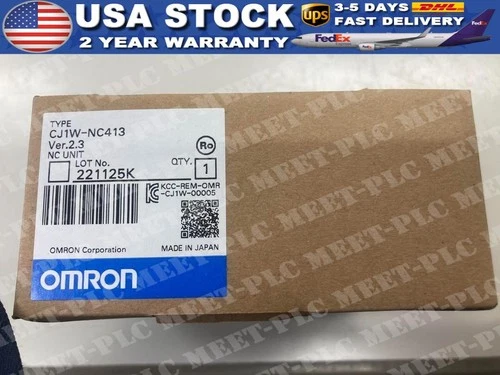 USA STOCK
2 YEAR WARRANTY
ups
3-5 DAYS
DHL
FAST DELIVERY
FedEx
FedEx
TYPE
CJ1W-NC413
Ver.2.3
NC UNIT
Ro
LOT No.
QTY.
221125K
1
KCC-REM-OMR
-CJ1W-00005
OMRON Corporation
MADE IN JAPAN
OMRON
MEET-PLC MEET-PLC MEET-PLC